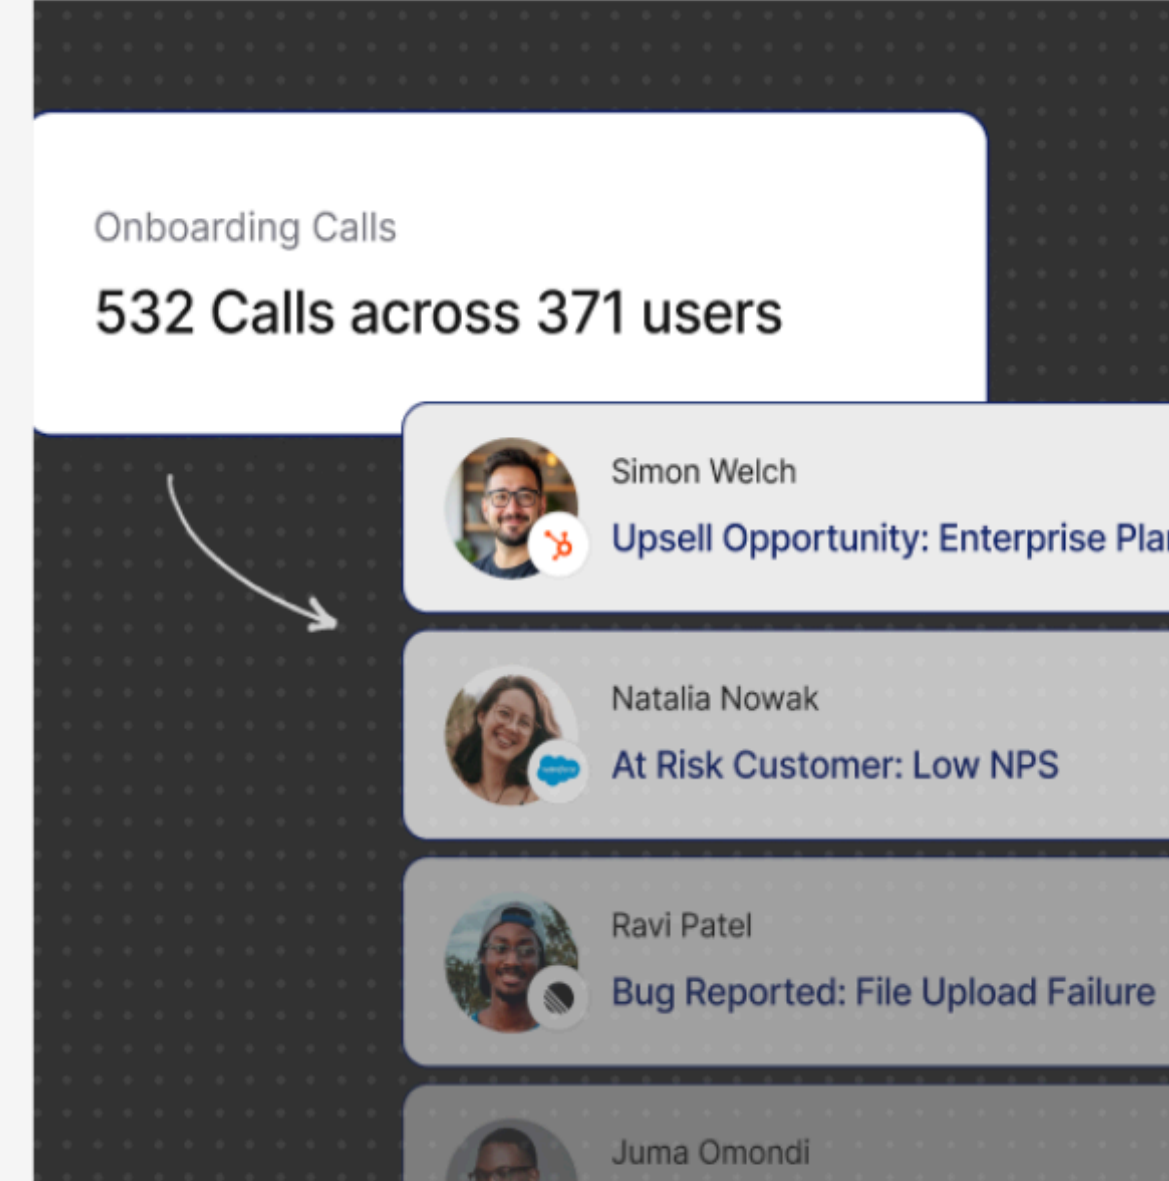 Onboarding Calls
532 Calls across 371 users
Simon Welch
Upsell Opportunity: Enterprise
Natalia Nowak
At Risk Customer: Low NPS
Ravi Patel
Bug Reported: File Upload Failure
Juma Omondi